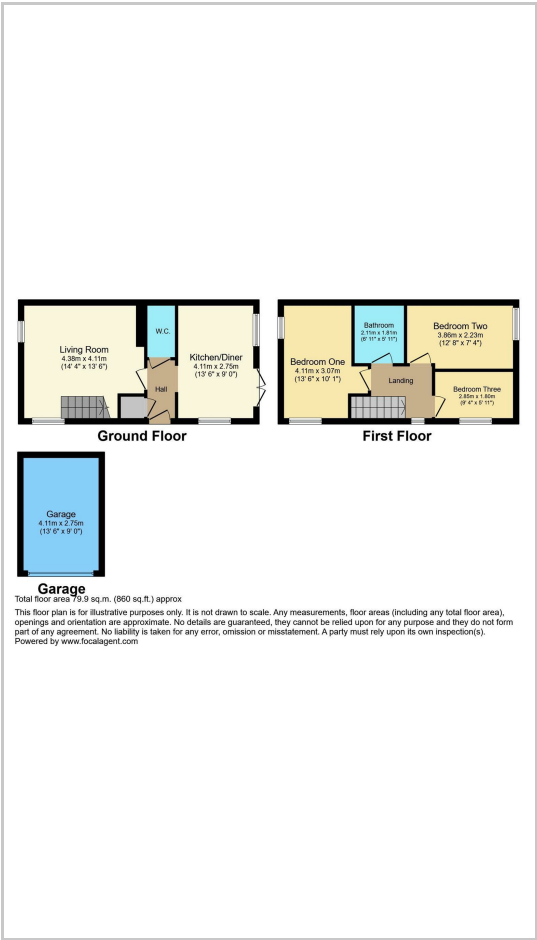 Living Room
4.38m x 4.11m
(14' 4" x 13' 6")
W.C.
Kitchen/Diner
4.11m x 2.75m
(13' 6" x 9' 0")
Hall
Ground Floor
Bedroom One
4.11m x 3.07m
(13' 6" x 10' 1")
Bathroom
2.11m x 1.81m
(6' 11" x 5' 11")
Bedroom Two
3.86m x 2.23m
(12' 8" x 7' 4")
Landing
Bedroom Three
2.85m x 1.80m
(9' 4" x 5' 11")
First Floor
Garage
4.11m x 2.75m
(13' 6" x 9' 0")
Garage
Total floor area 79.9 sq.m. (860 sq.ft.) approx
This floor plan is for illustrative purposes only. It is not drawn to scale. Any measurements, floor areas (including any total floor area),
openings and orientation are approximate. No details are guaranteed, they cannot be relied upon for any purpose and they do not form
part of any agreement. No liability is taken for any error, omission or misstatement. A party must rely upon its own inspection(s).
Powered by www.focalagent.com